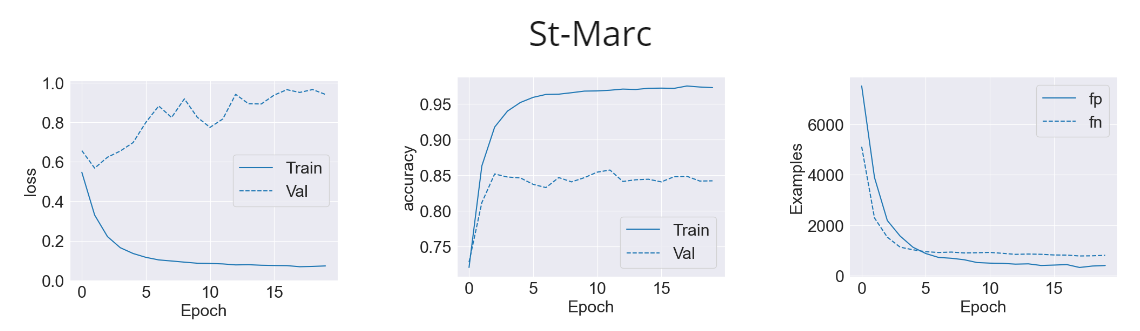 St-Marc
1.0
0.8
0.6
0.4
0.2
0.0
loss
Train
Val
0 5 10 15
Epoch
0.95
0.90
0.85
0.80
0.75
accuracy
Train
Val
0 5 10 15
Epoch
6000
4000
2000
0
Examples
fp
fn
0 5 10 15
Epoch